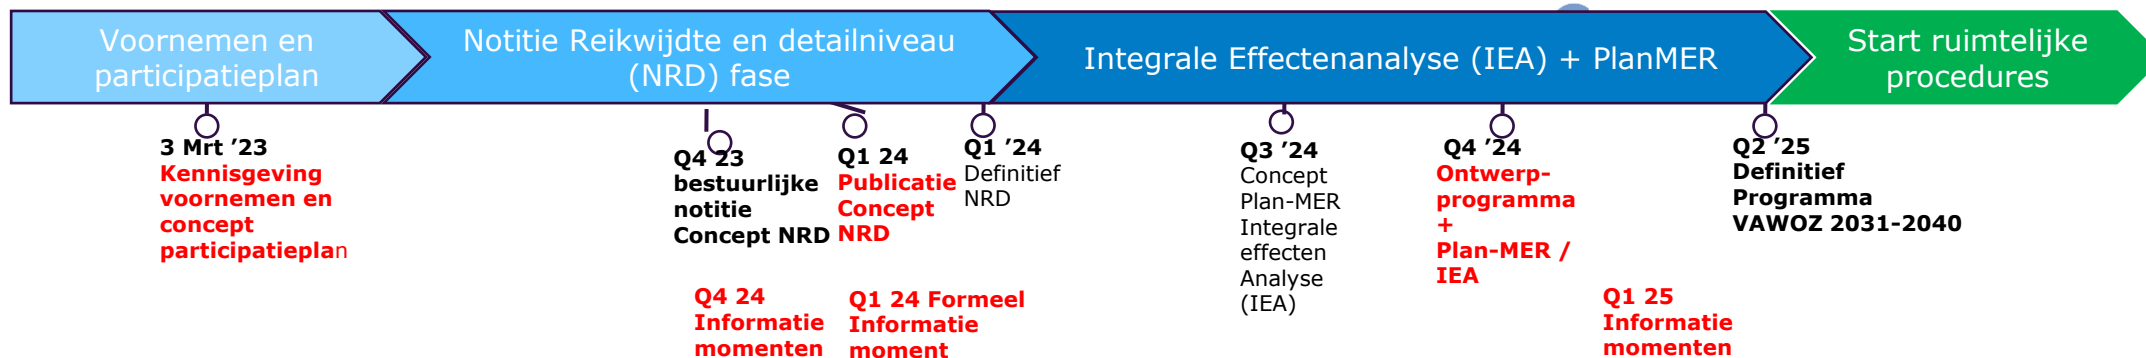 Voornemen en
participatieplan
Notitie Reikwijdte en detailniveau
(NRD) fase
Integrale Effectenanalyse (IEA) + PlanMER
Start ruimtelijke
procedures
3 Mrt ’23
Kennisgeving
voornemen en
concept
participatieplan
Q4 23
bestuurlijke
notitie
Concept NRD
Q1 24
Publicatie
Concept
NRD
Q1 ’24
Definitief
NRD
Q3 ’24
Concept
Plan-MER
Integrale
effecten
Analyse
(IEA)
Q4 ’24
Ontwerp-
programma
+
Plan-MER /
IEA
Q2 ’25
Definitief
Programma
VAWOZ 2031-2040
Q4 24
Informatie
momenten
Q1 24 Formeel
Informatie
moment
Q1 25
Informatie
momenten